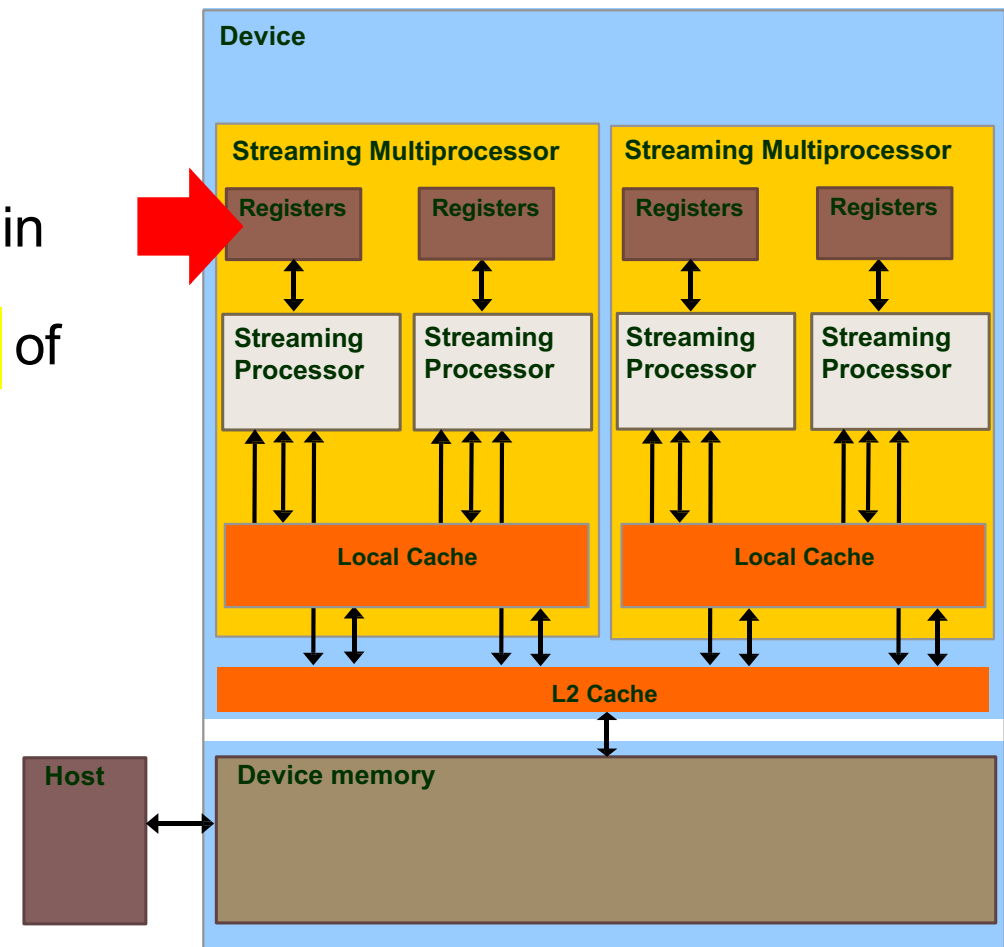 Device
Streaming Multiprocessor
Streaming Multiprocessor
Registers
Registers
Registers
Registers
in
of
Streaming
Processor
Streaming
Processor
Streaming
Processor
Streaming
Processor
Local Cache
Local Cache
L2 Cache
Host
Device memory